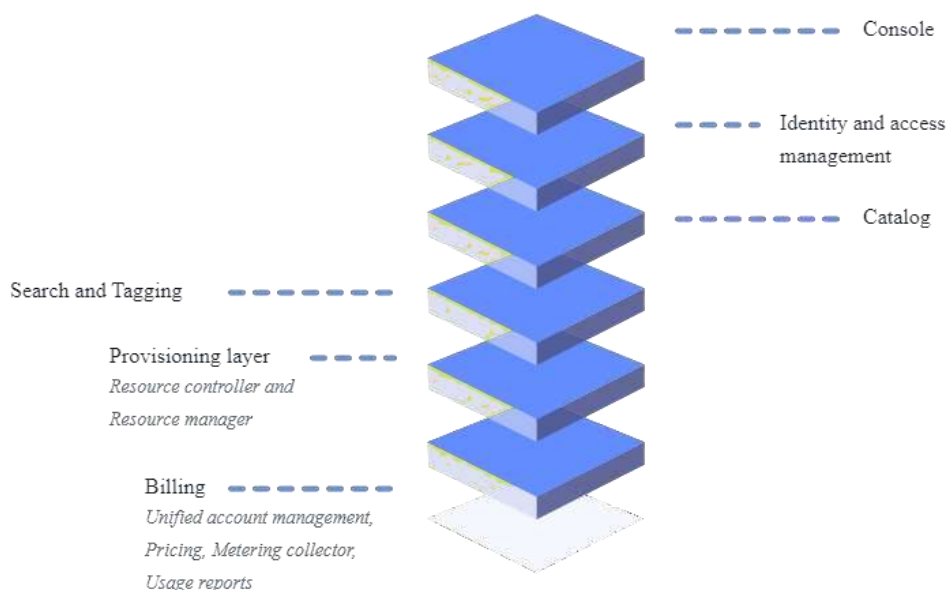 Console
Identity and access
management
Catalog
Search and Tagging
Provisioning layer
Resource controller and
Resource manager
Billing
Unified account management,
Pricing, Metering collector,
Usage reports